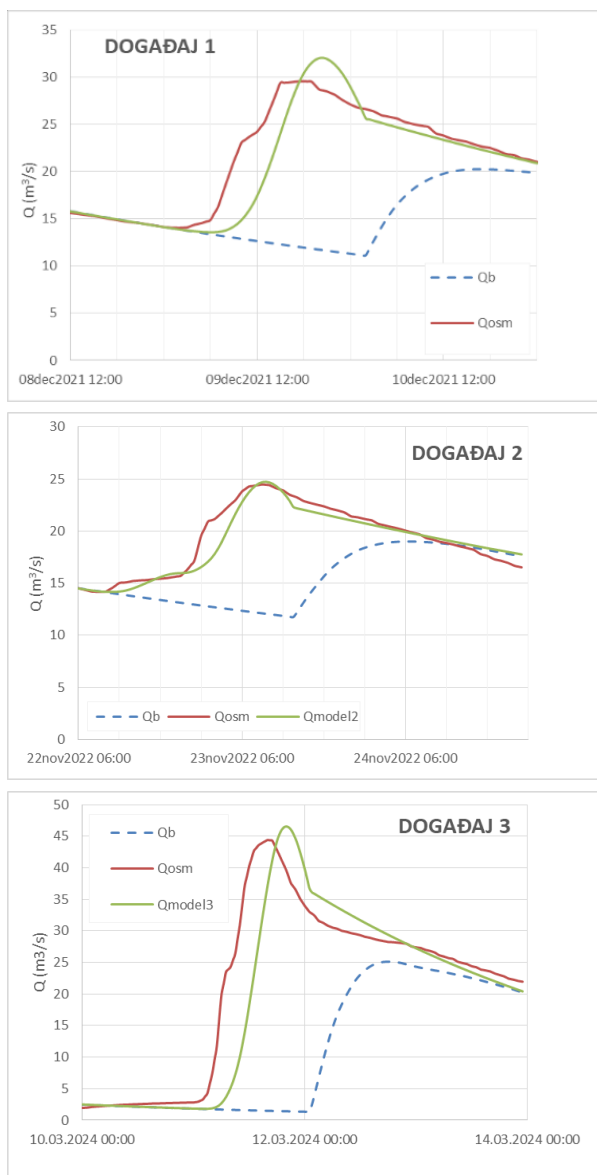 DOGAĐAJ 1
35
30
25
20
15
10
5
0
Q (m³/s)
08dec2021 12:00 09dec2021 12:00 10dec2021 12:00
Qb
Qosm
DOGAĐAJ 2
30
25
20
15
10
5
0
Q (m³/s)
Qb Qosm Qmodel2
22nov2022 06:00 23nov2022 06:00 24nov2022 06:00
DOGAĐAJ 3
50
45
40
35
30
25
20
15
10
5
0
Q (m3/s)
Qb
Qosm
Qmodel3
10.03.2024 00:00 12.03.2024 00:00 14.03.2024 00:00